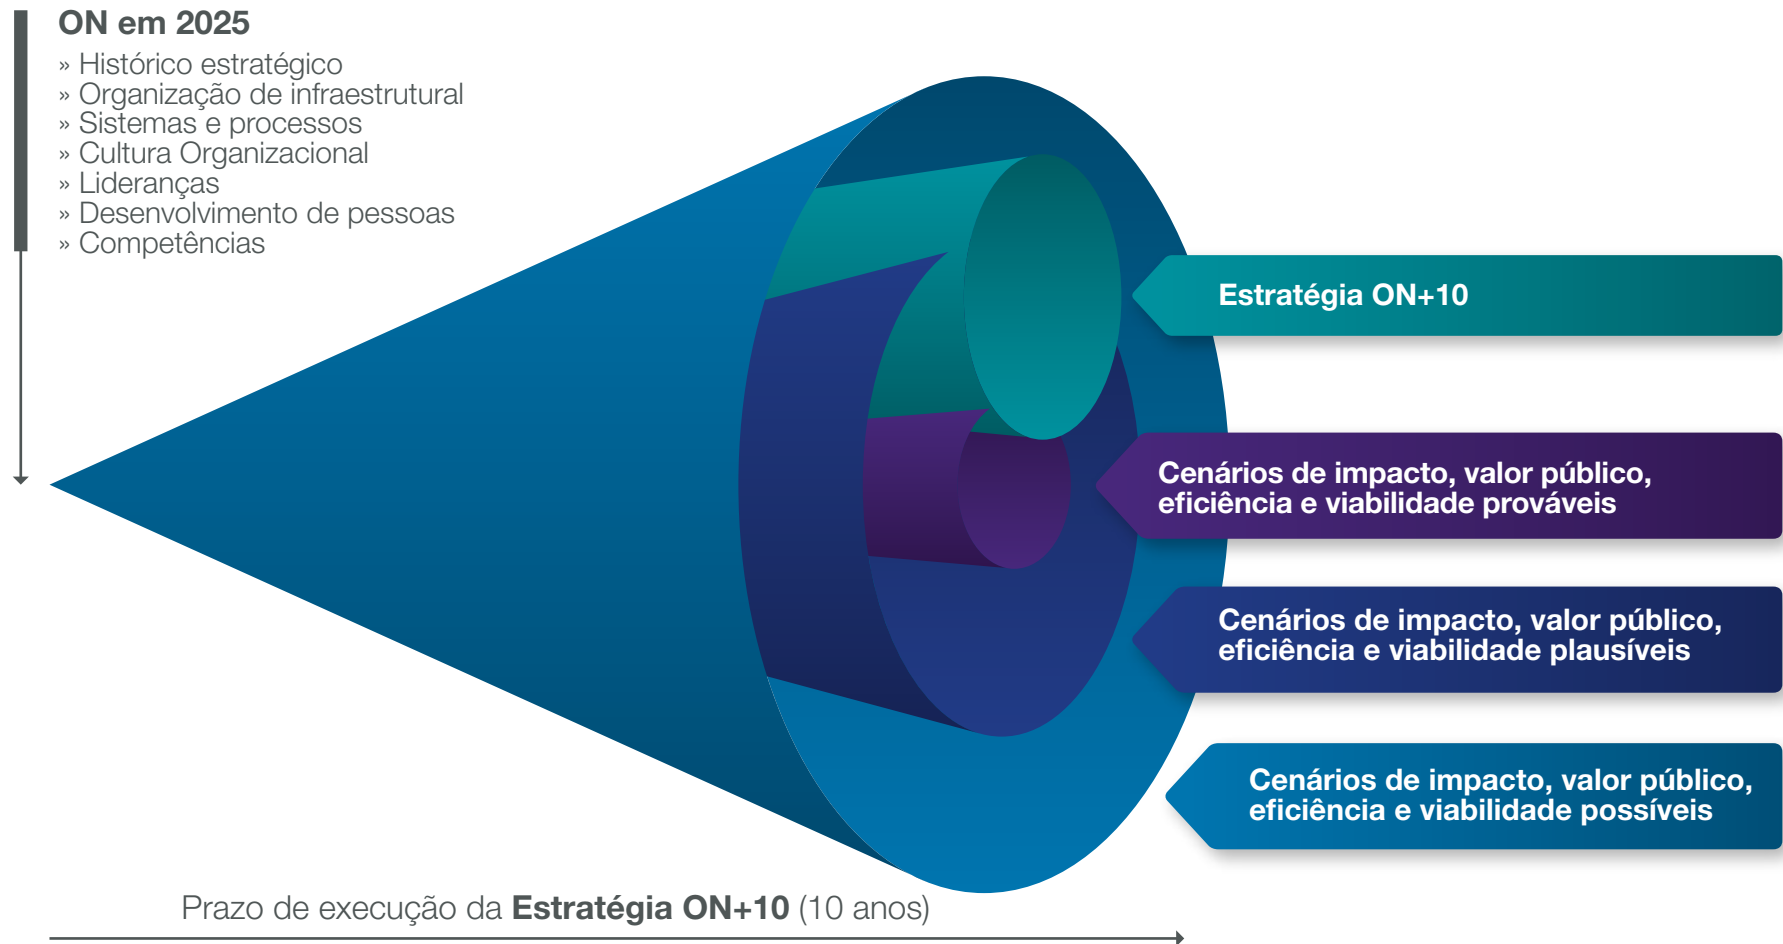 ON em 2025
» Histórico estratégico
» Organização de infraestrutural
» Sistemas e processos
» Cultura Organizacional
» Lideranças
» Desenvolvimento de pessoas
» Competências
Estratégia ON+10
Cenários de impacto, valor público,
eficiência e viabilidade prováveis
Cenários de impacto, valor público,
eficiência e viabilidade plausíveis
Cenários de impacto, valor público,
eficiência e viabilidade possíveis
Prazo de execução da Estratégia ON+10 (10 anos)